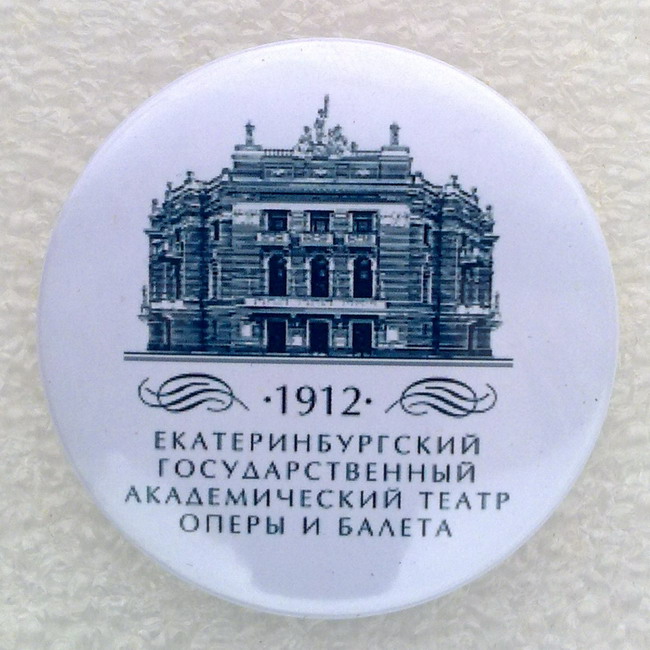 ·1912·
ЕКАТЕРИНБУРГСКИЙ
ГОСУДАРСТВЕННЫЙ
АКАДЕМИЧЕСКИЙ ТЕАТР
ОПЕРЫ И БАЛЕТА